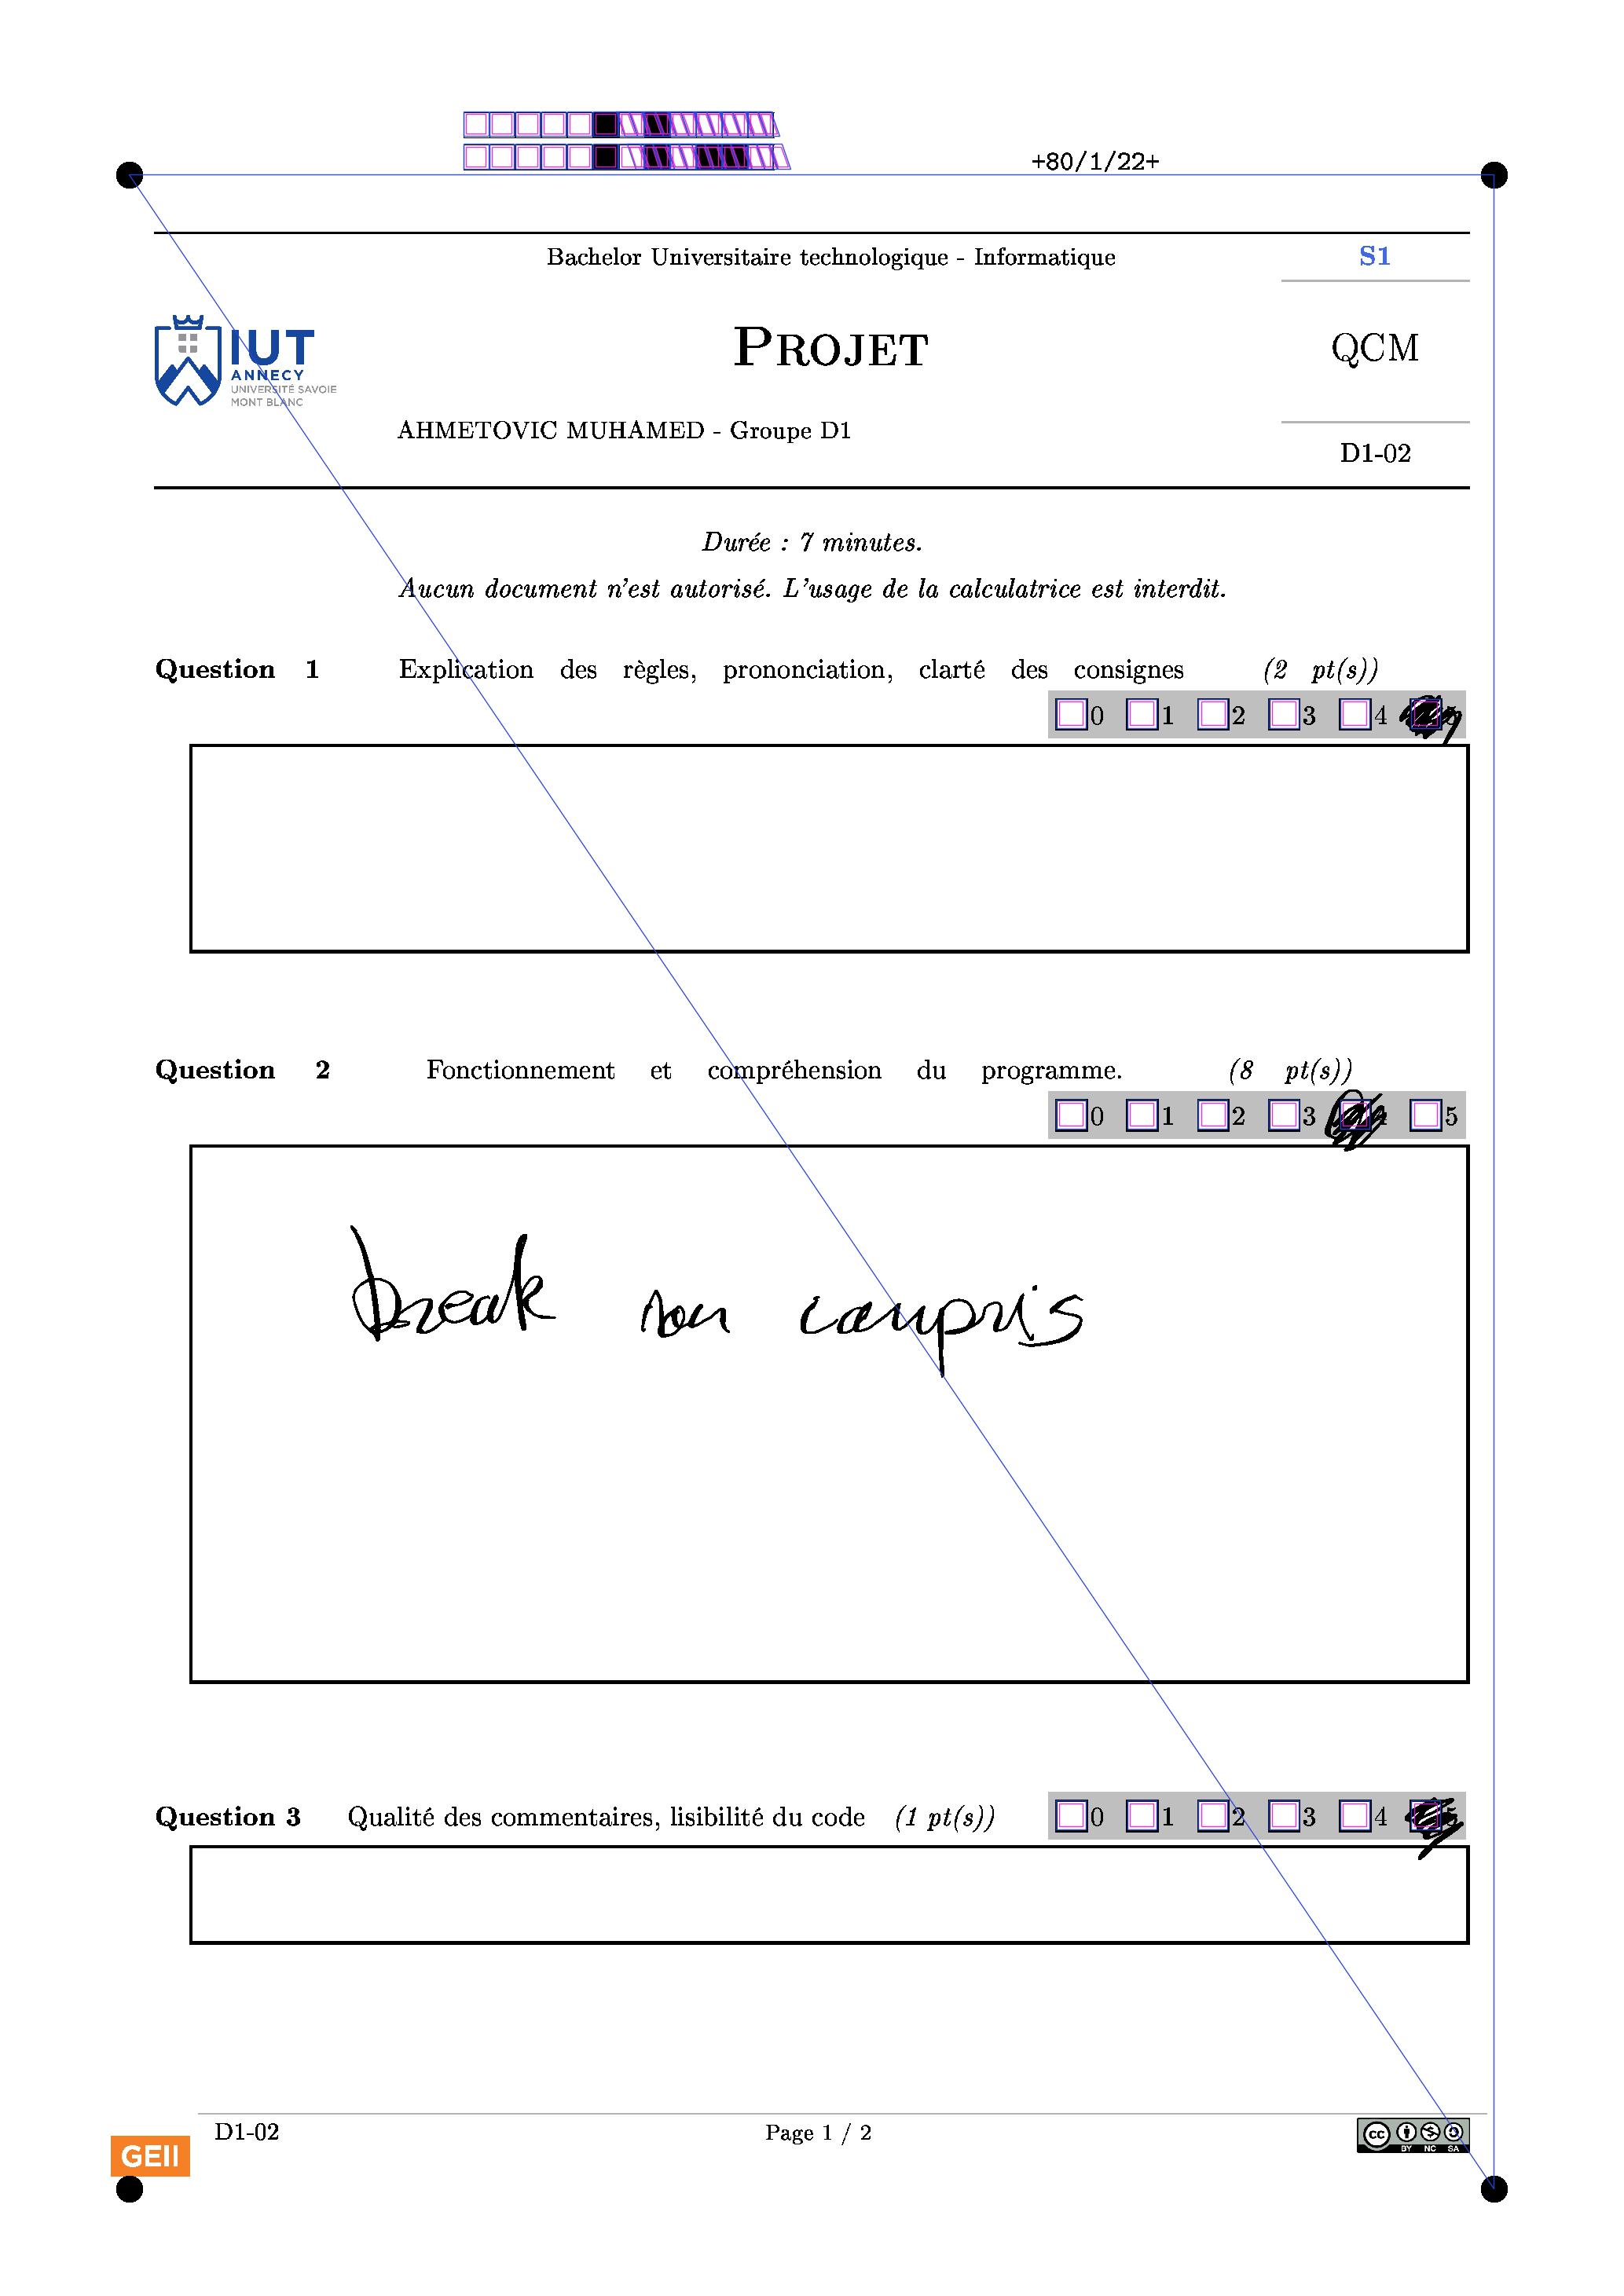 +80/1/22+
Bachelor Universitaire technologique - Informatique
S1
IUT
ANNECY
UNIVERSITÉ SAVOIE
MONT BLANC
PROJET
QCM
AHMETOVIC MUHAMED - Groupe D1
D1-02
Durée : 7 minutes.
Aucun document n'est autorisé. L'usage de la calculatrice est interdit.
Question 1 Explication des règles, prononciation, clarté des consignes (2 pt(s))
0 1 2 3 4 5
Question 2 Fonctionnement et compréhension du programme. (8 pt(s))
0 1 2 3 4 5
break non compris
Question 3 Qualité des commentaires, lisibilité du code (1 pt(s)) 0 1 2 3 4 5
D1-02
Page 1 / 2
GEII
cc BY NC SA